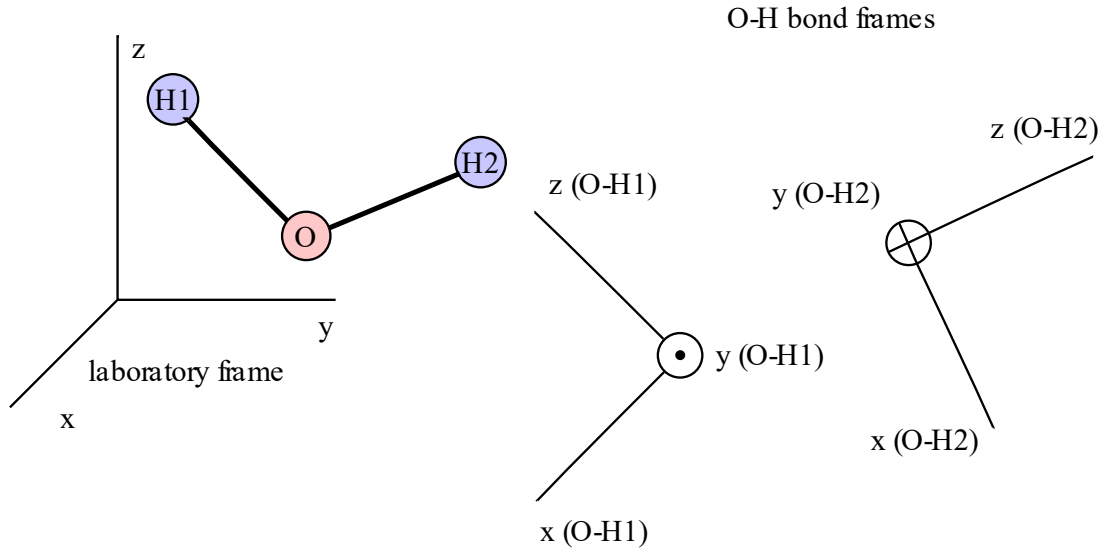 O-H bond frames
z
H1
H2
O
y
x
laboratory frame
z (O-H1)
y (O-H1)
x (O-H1)
z (O-H2)
y (O-H2)
x (O-H2)